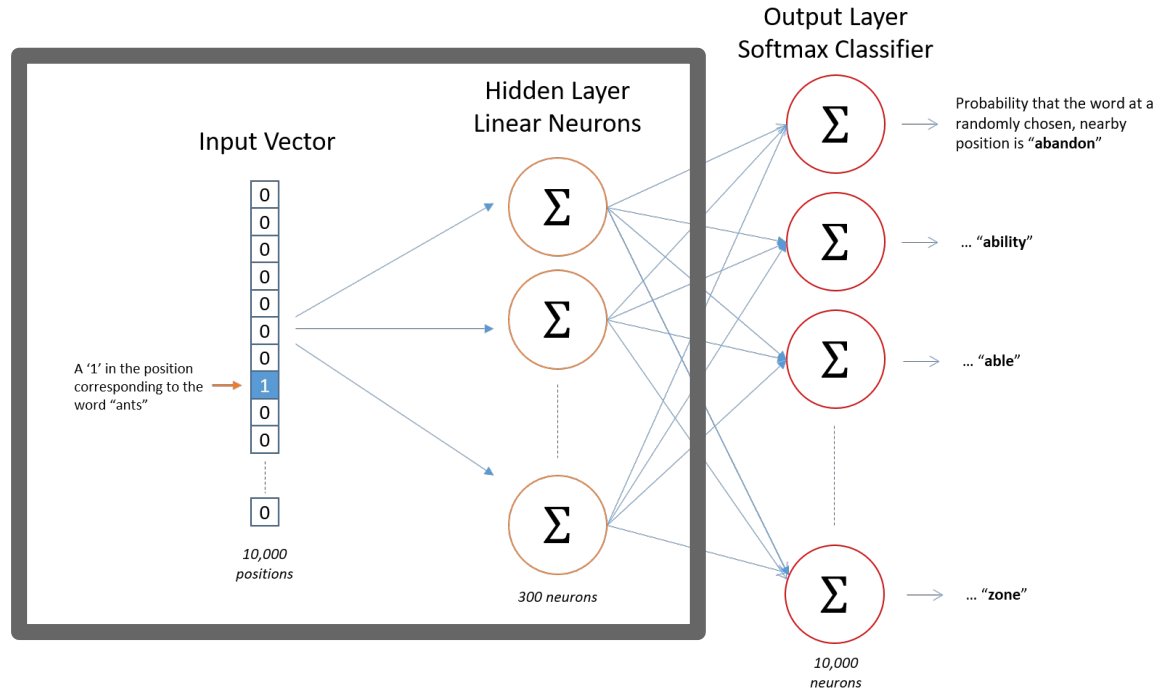 Output Layer
Softmax Classifier
Hidden Layer
Linear Neurons
Input Vector
0
0
0
0
0
0
0
1
0
0
0
A ‘1’ in the position
corresponding to the
word “ants”
10,000
positions
Σ
Σ
Σ
300 neurons
Σ
Σ
Σ
Σ
10,000
neurons
Probability that the word at a
randomly chosen, nearby
position is “abandon”
... “ability”
... “able”
... “zone”